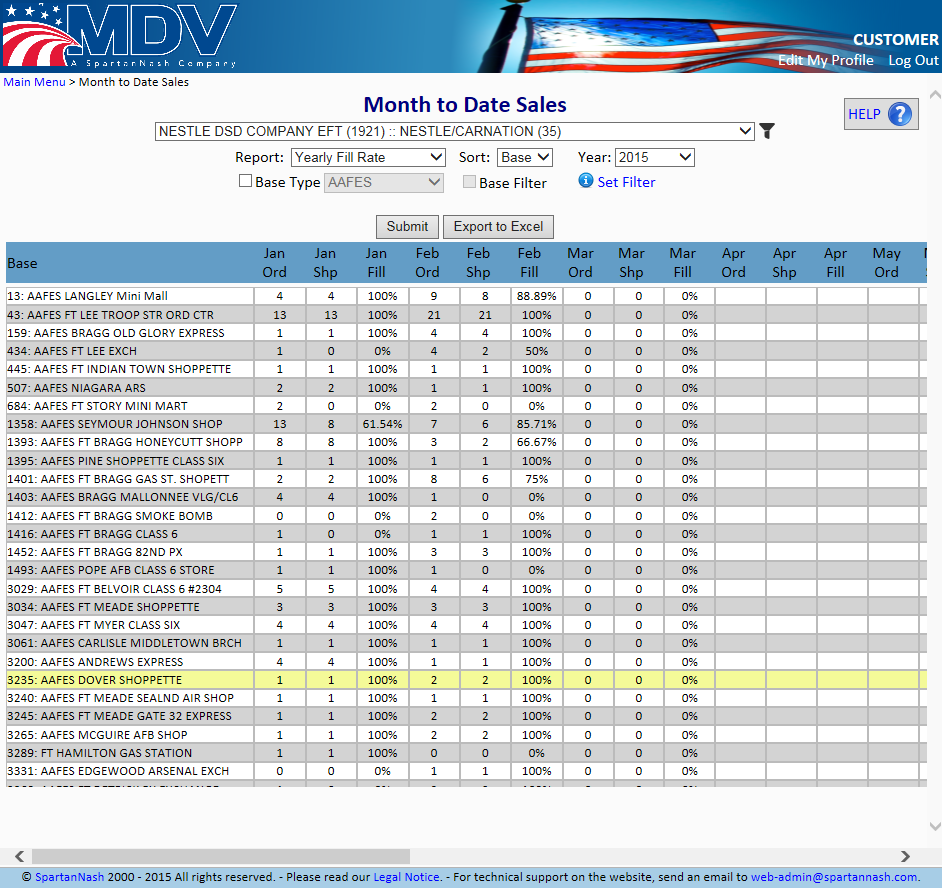 MDV
A SpartanNash Company
CUSTOMER
Edit My Profile Log Out
Main Menu > Month to Date Sales
Month to Date Sales
HELP ?
NESTLE DSD COMPANY EFT (1921) :: NESTLE/CARNATION (35)
Report: Yearly Fill Rate Sort: Base Year: 2015
Base Type AAFES Base Filter Set Filter
Submit Export to Excel
Base Jan Ord Jan Shp Jan Fill Feb Ord Feb Shp Feb Fill Mar Ord Mar Shp Mar Fill Apr Ord Apr Shp Apr Fill May Ord
13: AAFES LANGLEY Mini Mall 4 4 100% 9 8 88.89% 0 0 0%
43: AAFES FT LEE TROOP STR ORD CTR 13 13 100% 21 21 100% 0 0 0%
159: AAFES BRAGG OLD GLORY EXPRESS 1 1 100% 4 4 100% 0 0 0%
434: AAFES FT LEE EXCH 1 0 0% 4 2 50% 0 0 0%
445: AAFES FT INDIAN TOWN SHOPPETTE 1 1 100% 1 1 100% 0 0 0%
507: AAFES NIAGARA ARS 2 2 100% 1 1 100% 0 0 0%
684: AAFES FT STORY MINI MART 2 0 0% 2 0 0% 0 0 0%
1358: AAFES SEYMOUR JOHNSON SHOP 13 8 61.54% 7 6 85.71% 0 0 0%
1393: AAFES FT BRAGG HONEYCUTT SHOPP 8 8 100% 3 2 66.67% 0 0 0%
1395: AAFES PINE SHOPPETTE CLASS SIX 1 1 100% 1 1 100% 0 0 0%
1401: AAFES FT BRAGG GAS ST. SHOPETT 2 2 100% 8 6 75% 0 0 0%
1403: AAFES BRAGG MALLONNEE VLG/CL6 4 4 100% 1 0 0% 0 0 0%
1412: AAFES FT BRAGG SMOKE BOMB 0 0 0% 2 0 0% 0 0 0%
1416: AAFES FT BRAGG CLASS 6 1 0 0% 1 1 100% 0 0 0%
1452: AAFES FT BRAGG 82ND PX 1 1 100% 3 3 100% 0 0 0%
1493: AAFES POPE AFB CLASS 6 STORE 1 1 100% 1 0 0% 0 0 0%
3029: AAFES FT BELVOIR CLASS 6 #2304 5 5 100% 4 4 100% 0 0 0%
3034: AAFES FT MEADE SHOPPETTE 3 3 100% 3 3 100% 0 0 0%
3047: AAFES FT MYER CLASS SIX 4 4 100% 4 4 100% 0 0 0%
3061: AAFES CARLISLE MIDDLETOWN BRCH 1 1 100% 1 1 100% 0 0 0%
3200: AAFES ANDREWS EXPRESS 4 4 100% 1 1 100% 0 0 0%
3235: AAFES DOVER SHOPPETTE 1 1 100% 2 2 100% 0 0 0%
3240: AAFES FT MEADE SEALND AIR SHOP 1 1 100% 1 1 100% 0 0 0%
3245: AAFES FT MEADE GATE 32 EXPRESS 1 1 100% 2 2 100% 0 0 0%
3265: AAFES MCGUIRE AFB SHOP 1 1 100% 2 2 100% 0 0 0%
3289: FT HAMILTON GAS STATION 1 1 100% 0 0 0% 0 0 0%
3331: AAFES EDGEWOOD ARSENAL EXCH 0 0 0% 1 1 100% 0 0 0%
© SpartanNash 2000 - 2015 All rights reserved. - Please read our Legal Notice. - For technical support on the website, send an email to web-admin@spartannash.com.